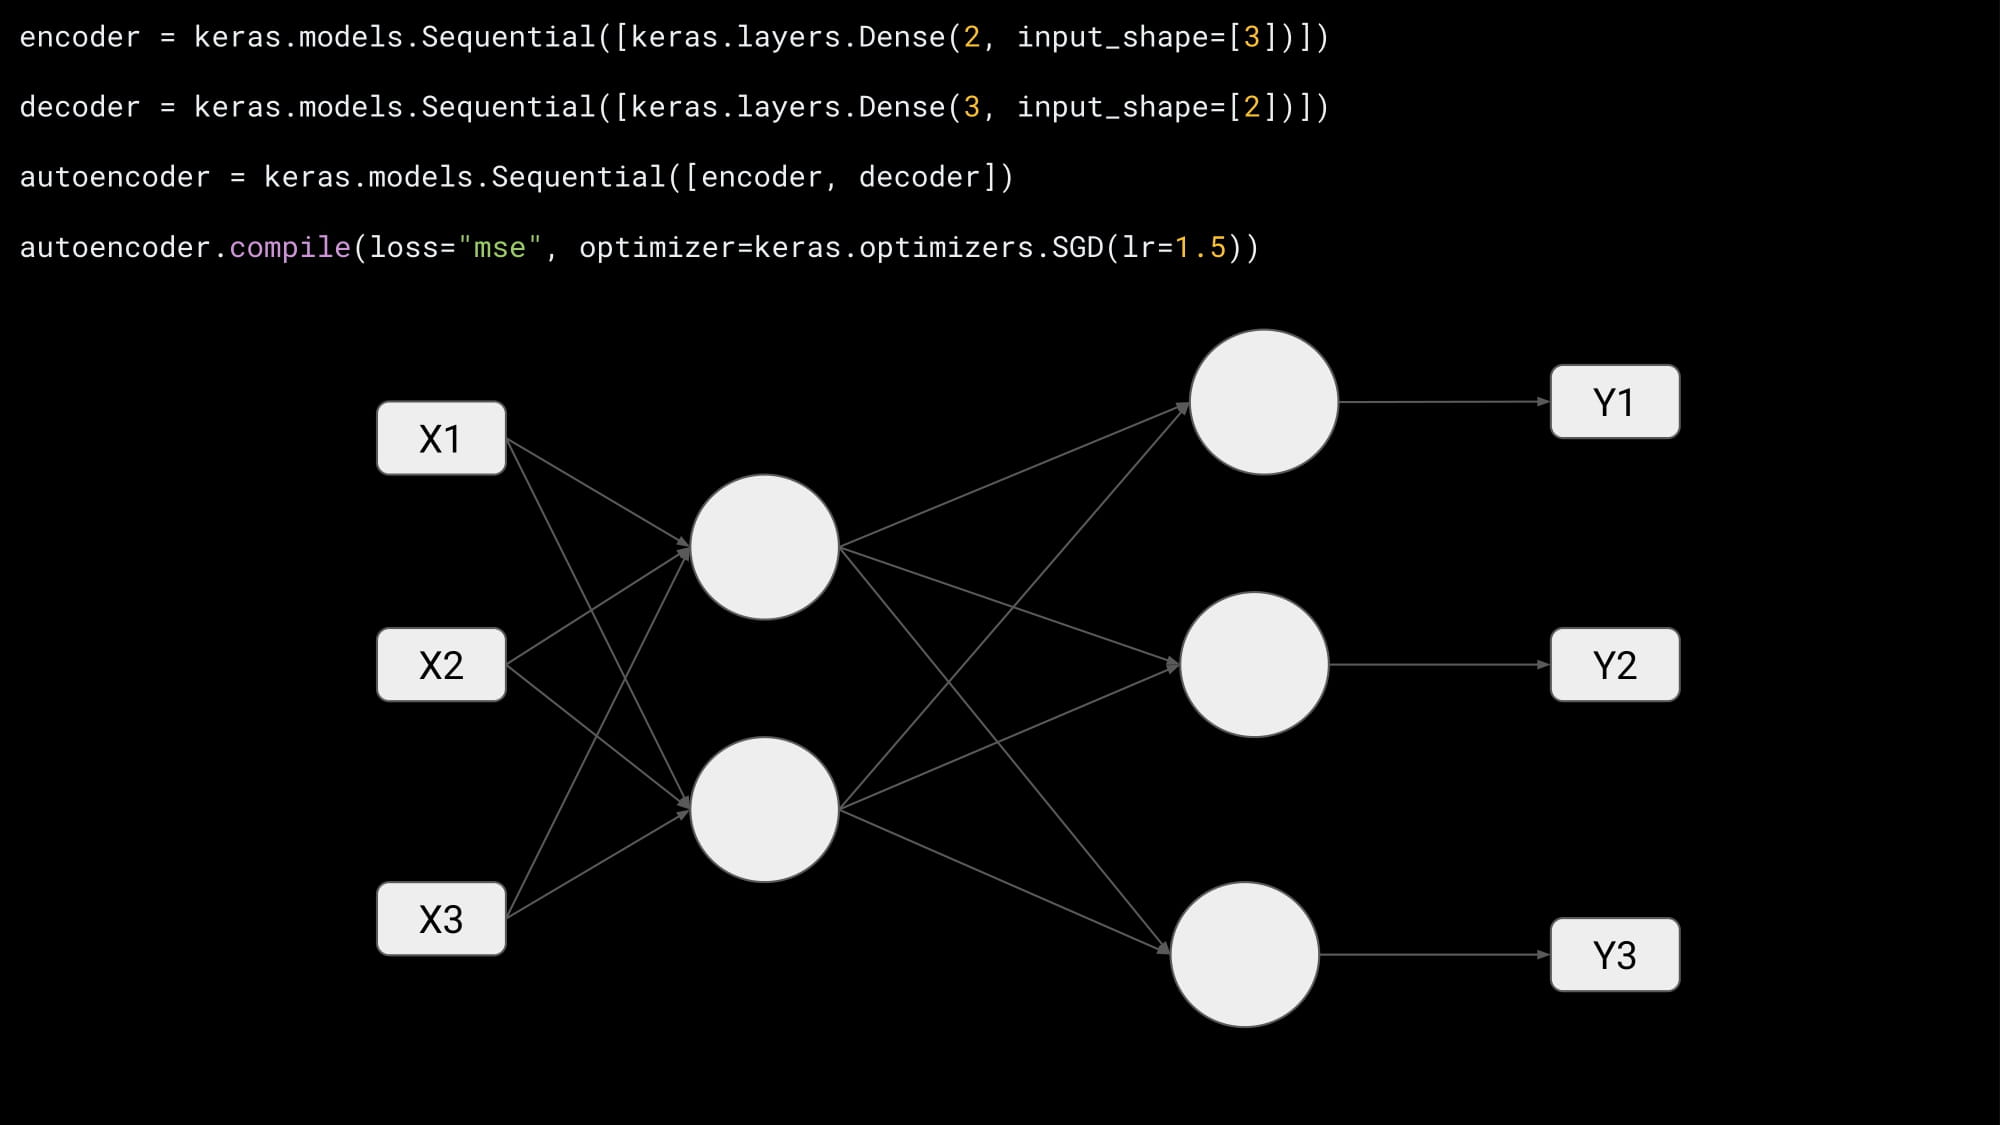 encoder = keras.models.Sequential([keras.layers.Dense(2, input_shape=[3])])
decoder = keras.models.Sequential([keras.layers.Dense(3, input_shape=[2])])
autoencoder = keras.models.Sequential([encoder, decoder])
autoencoder.compile(loss="mse", optimizer=keras.optimizers.SGD(lr=1.5))
X1
X2
X3
Y1
Y2
Y3